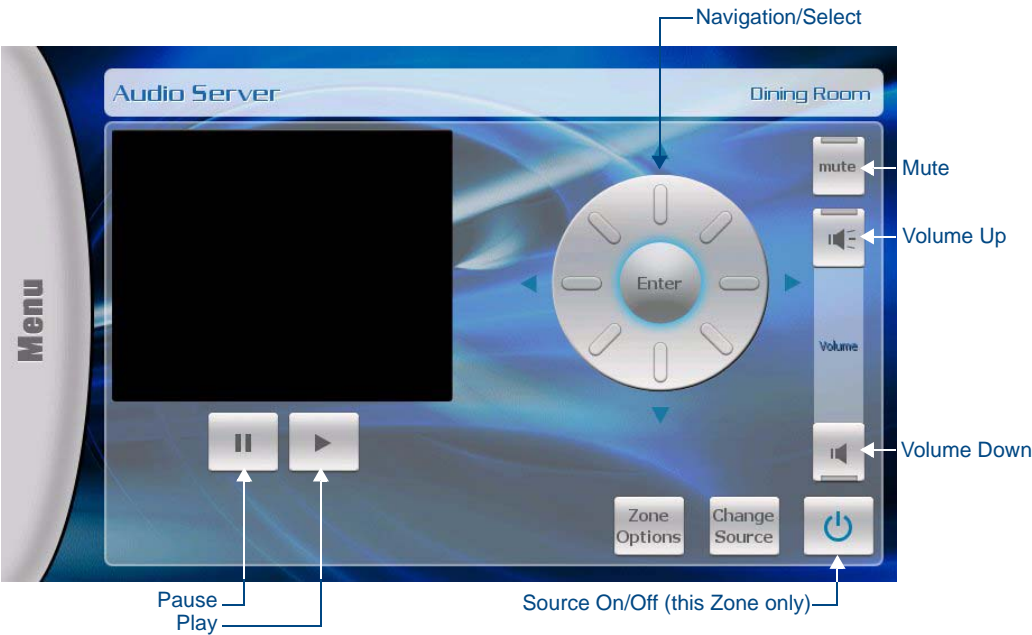 Navigation/Select
Audio Server
Dining Room
mute
Mute
Volume Up
Menu
Enter
Volume
Volume Down
Zone
Options
Change
Source
Pause
Play
Source On/Off (this Zone only)